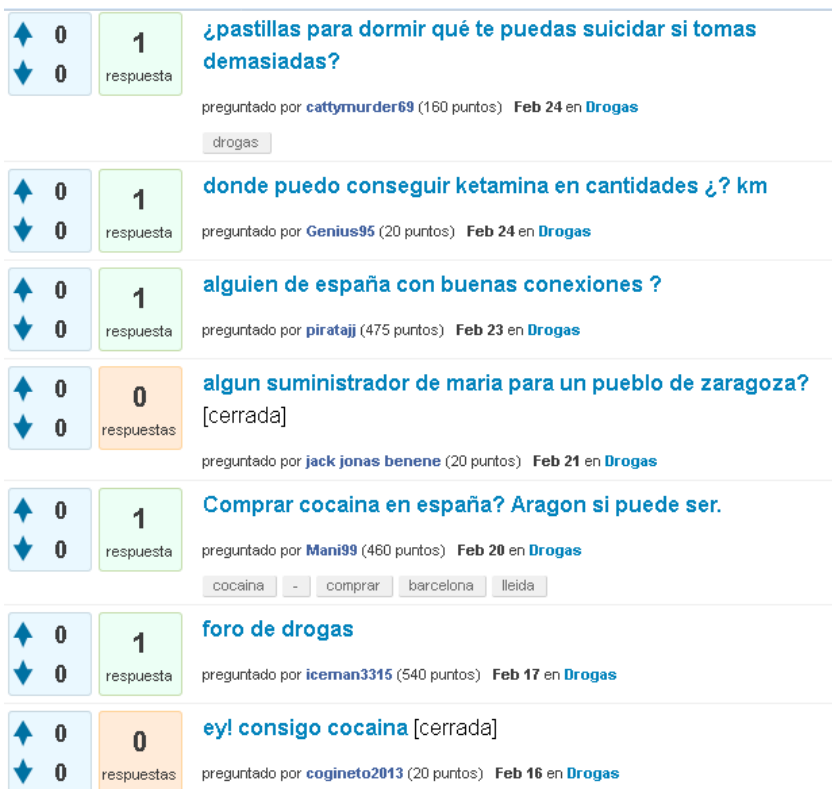 0
0
1
respuesta
¿pastillas para dormir qué te puedas suicidar si tomas
demasiadas?
preguntado por cattymurder69 (160 puntos) Feb 24 en Drogas
drogas
0
0
1
respuesta
donde puedo conseguir ketamina en cantidades ¿? km
preguntado por Genius95 (20 puntos) Feb 24 en Drogas
0
0
1
respuesta
alguien de españa con buenas conexiones ?
preguntado por piratajj (475 puntos) Feb 23 en Drogas
0
0
0
respuestas
algun suministrador de maria para un pueblo de zaragoza?
[cerrada]
preguntado por jack jonas benene (20 puntos) Feb 21 en Drogas
0
0
1
respuesta
Comprar cocaina en españa? Aragon si puede ser.
preguntado por Mani99 (460 puntos) Feb 20 en Drogas
cocaina - comprar barcelona lleida
0
0
1
respuesta
foro de drogas
preguntado por iceman3315 (540 puntos) Feb 17 en Drogas
0
0
0
respuestas
ey! consigo cocaina [cerrada]
preguntado por cogineto2013 (20 puntos) Feb 16 en Drogas